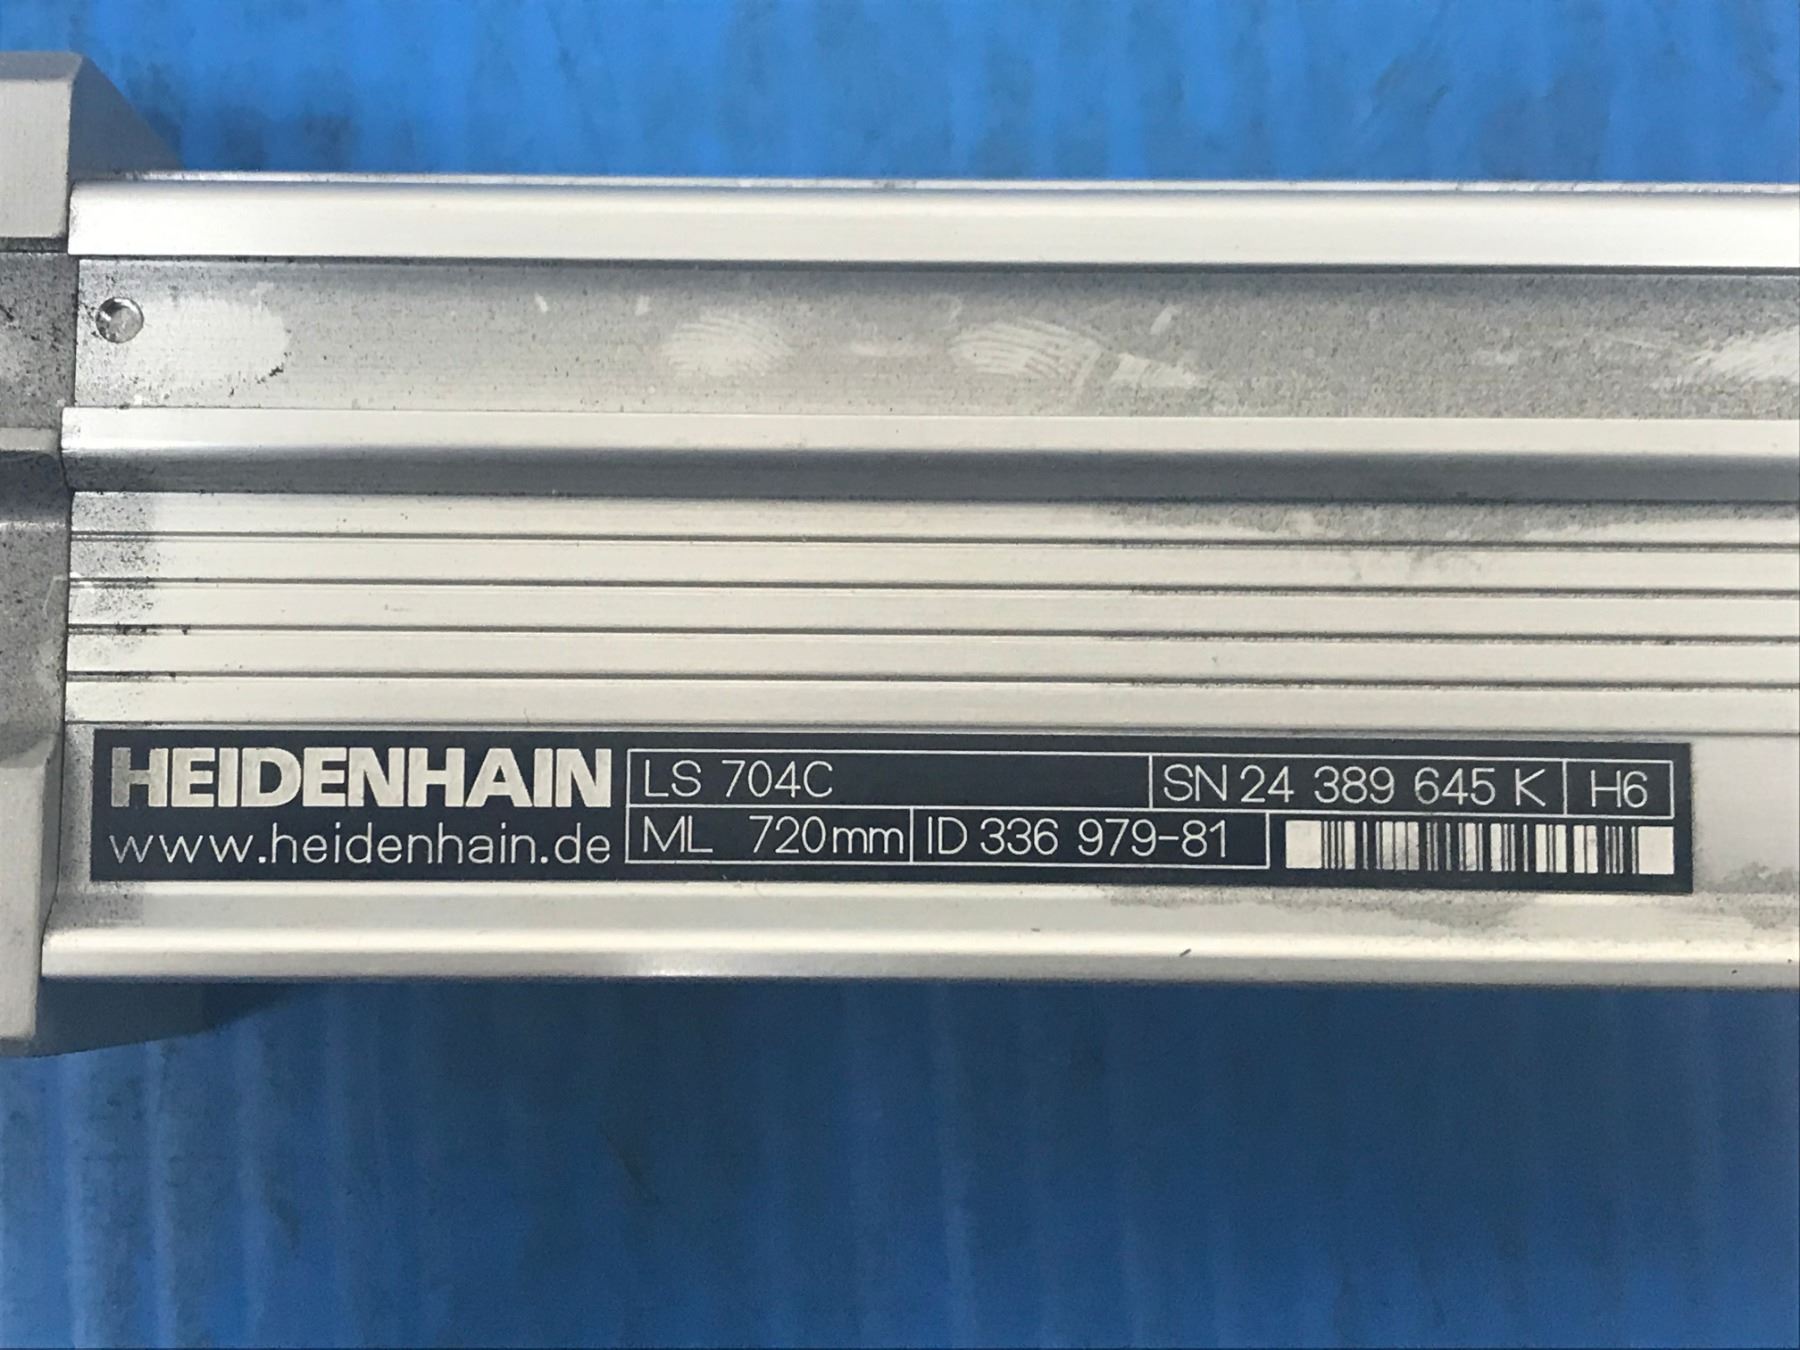 HEIDENHAIN LS 704C SN 24 389 645 K H6
www.heidenhain.de ML 720mm ID 336 979-81